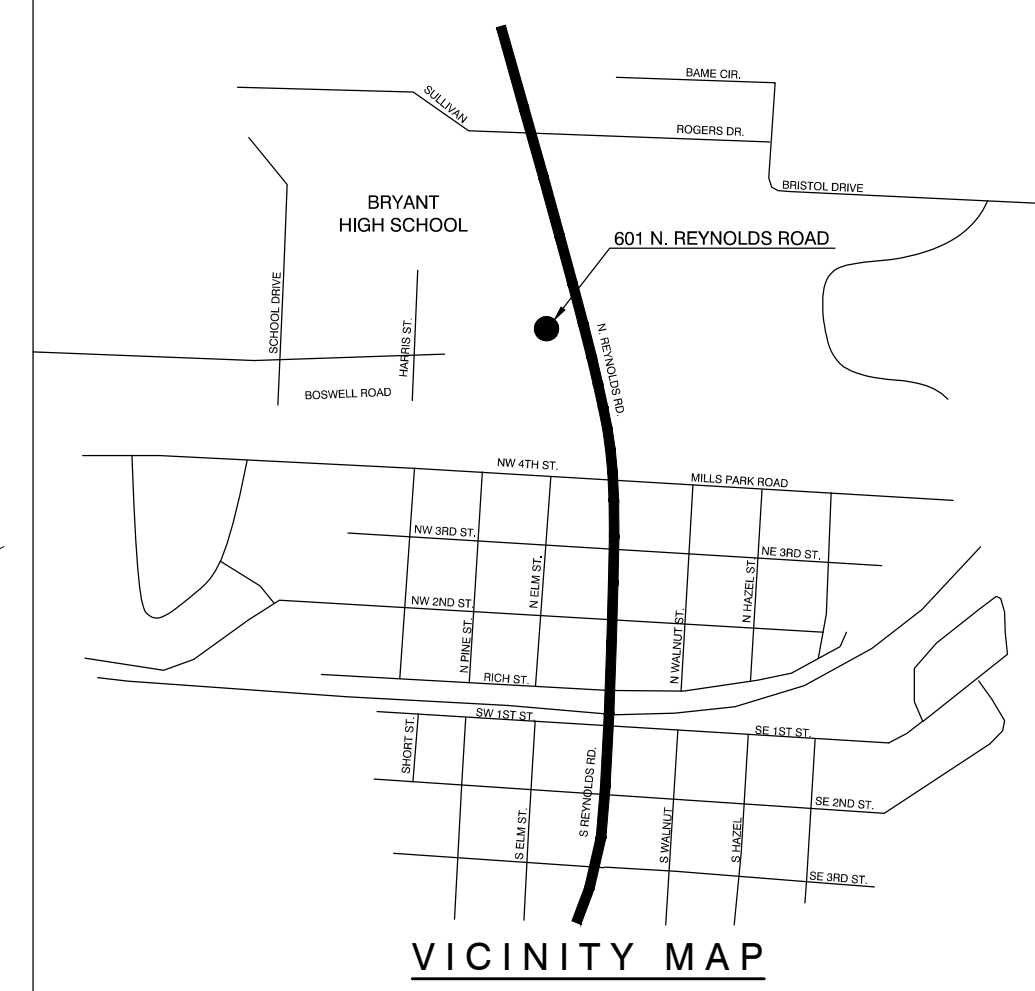 BAME CIR.
SULLIVAN
ROGERS DR.
BRISTOL DRIVE
BRYANT
HIGH SCHOOL
601 N. REYNOLDS ROAD
SCHOOL DRIVE
HARRIS ST.
N. REYNOLDS RD.
BOSWELL ROAD
NW 4TH ST.
MILLS PARK ROAD
NW 3RD ST.
NE 3RD ST.
N ELM ST.
N HAZEL ST.
NW 2ND ST.
N PINE ST.
N WALNUT ST.
RICH ST.
SW 1ST ST.
SE 1ST ST.
SHORT ST.
S REYNOLDS RD.
SE 2ND ST.
S ELM ST.
S WALNUT
S HAZEL
SE 3RD ST.
VICINITY MAP